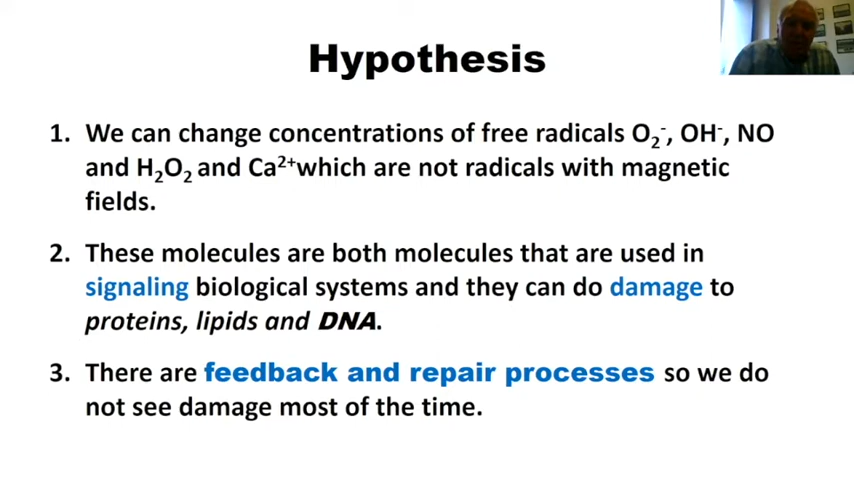 Hypothesis
1. We can change concentrations of free radicals O₂⁻, OH⁻, NO
and H₂O₂ and Ca²⁺which are not radicals with magnetic
fields.
2. These molecules are both molecules that are used in
signaling biological systems and they can do damage to
proteins, lipids and DNA.
3. There are feedback and repair processes so we do
not see damage most of the time.